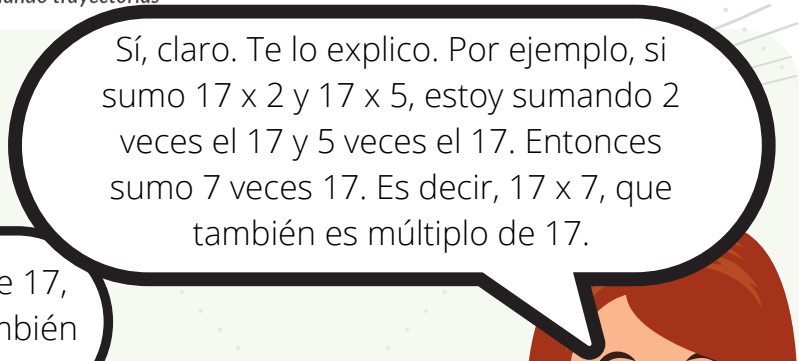 trayectorias
Sí, claro. Te lo explico. Por ejemplo, si
sumo 17 x 2 y 17 x 5, estoy sumando 2
veces el 17 y 5 veces el 17. Entonces
sumo 7 veces 17. Es decir, 17 x 7, que
también es múltiplo de 17.
e 17,
mbién